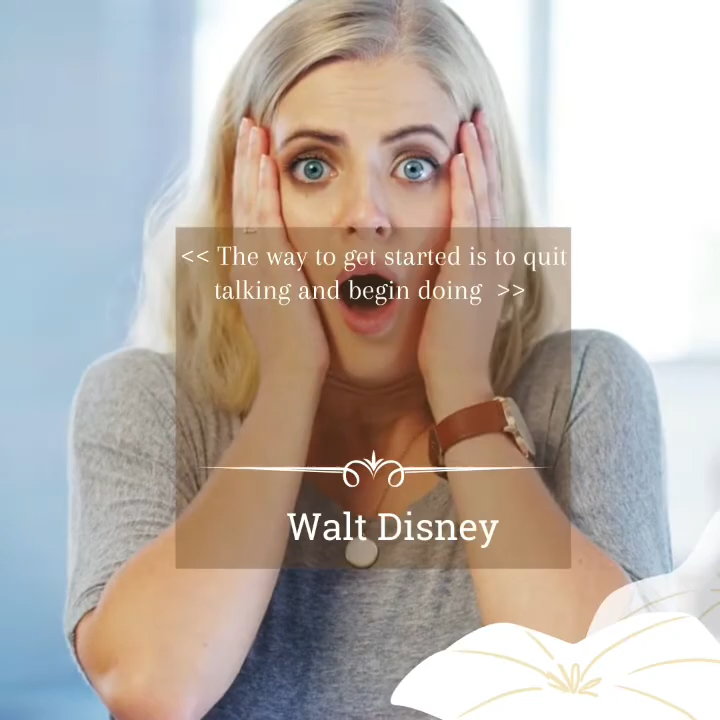 << The way to get started is to quit
talking and begin doing >>
Walt Disney